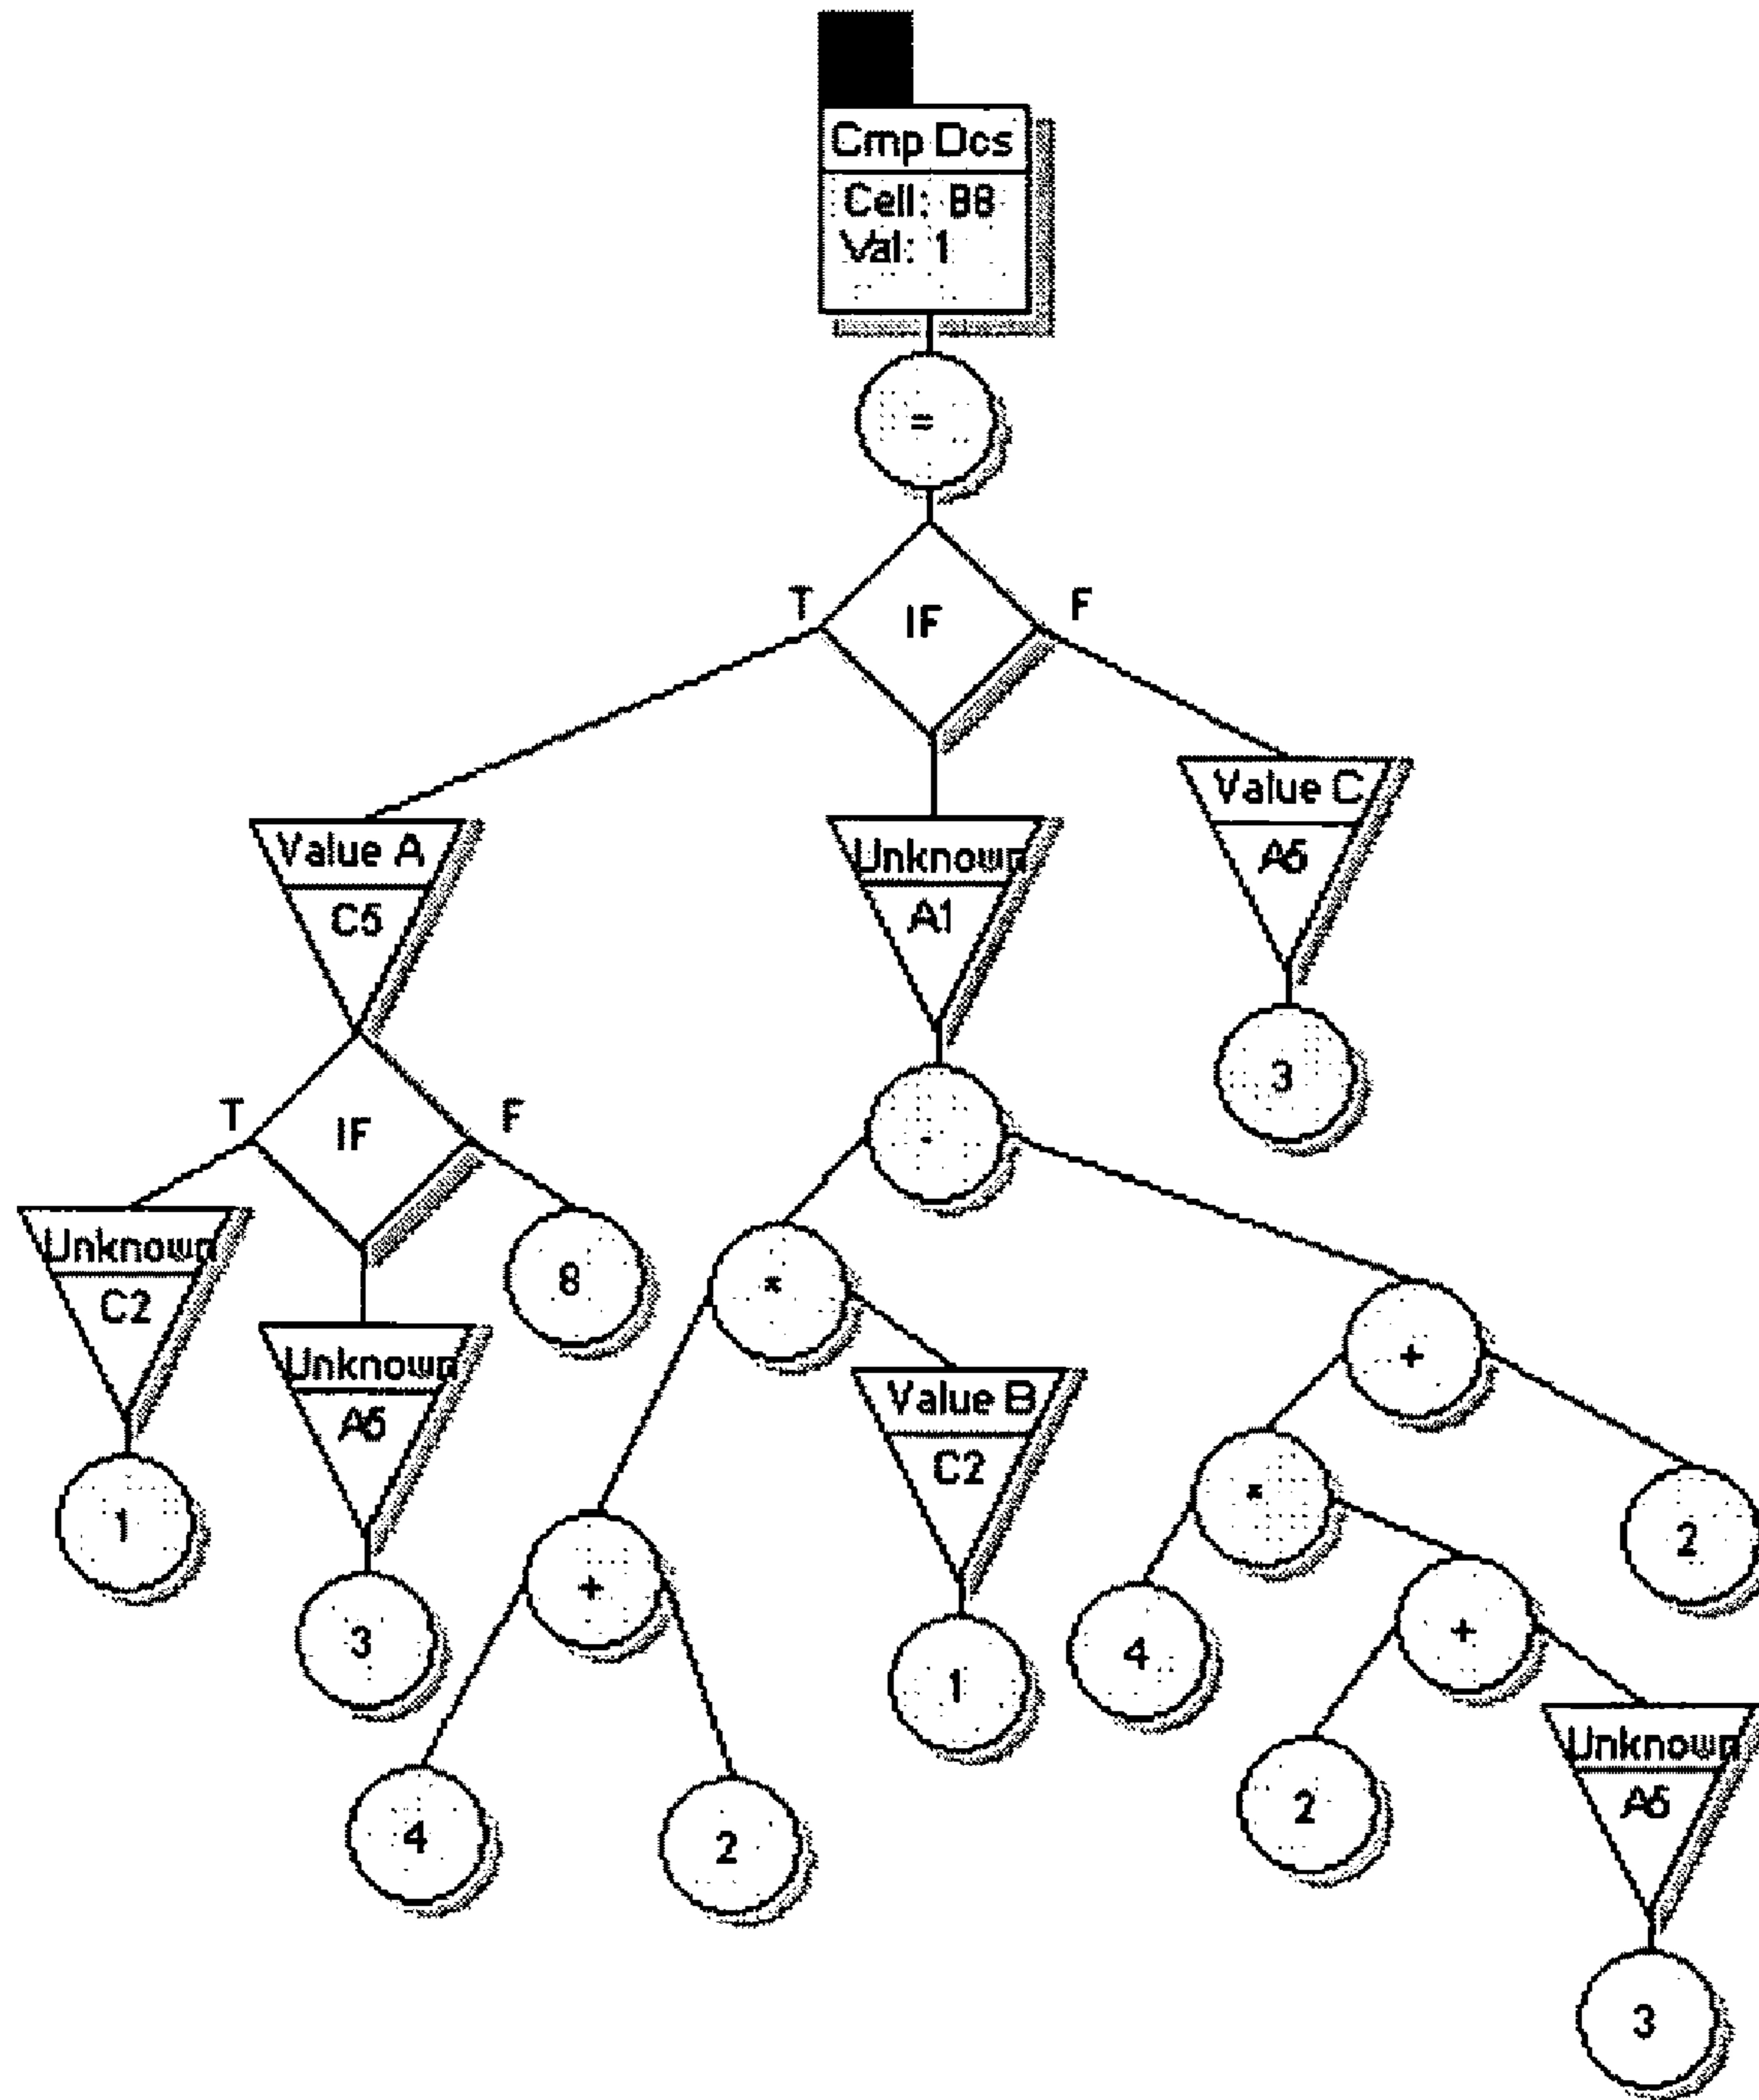 Cmp Dcs
Cell: B8
Val: 1
=
T
IF
F
Value A
C5
Unknown
A1
Value C
A5
3
T
IF
F
Unknown
C2
1
Unknown
A5
3
8
-
*
+
4
2
Value B
C2
1
+
*
4
+
2
Unknown
A5
3
2